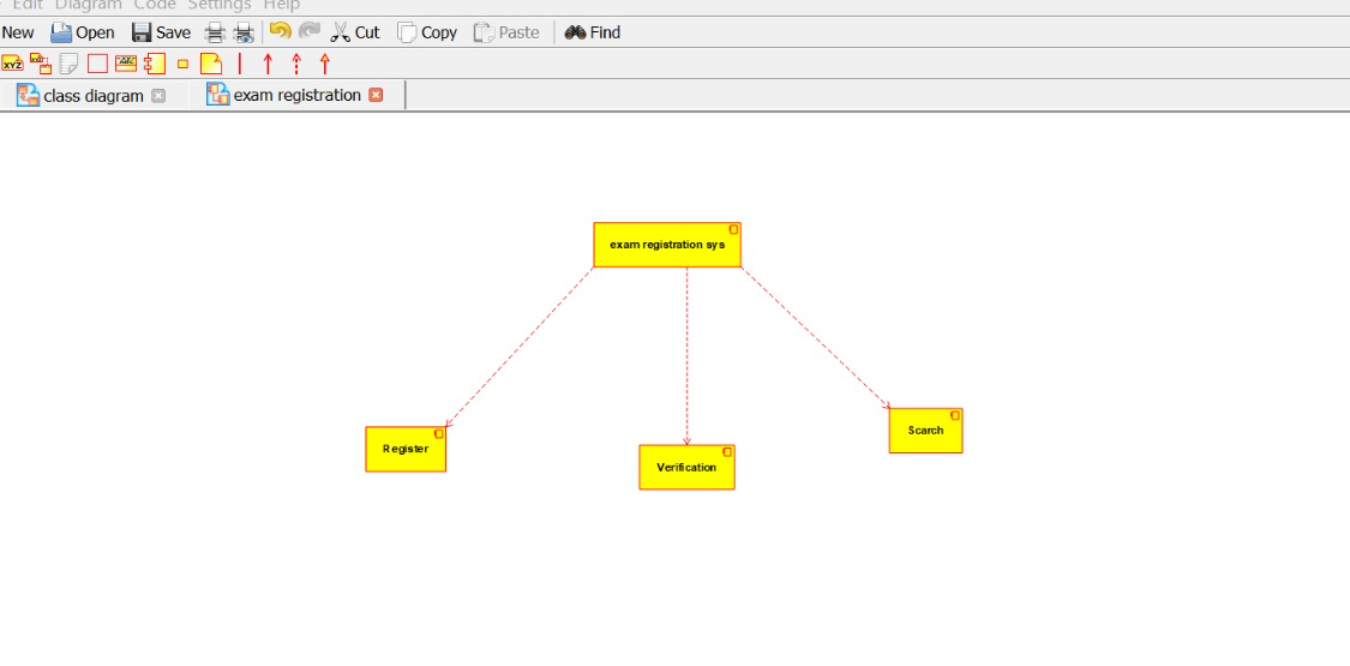 Edit Diagram Code Settings Help
New Open Save Cut Copy Paste Find
XYZ
class diagram exam registration
exam registration sys
Register
Scarch
Verification